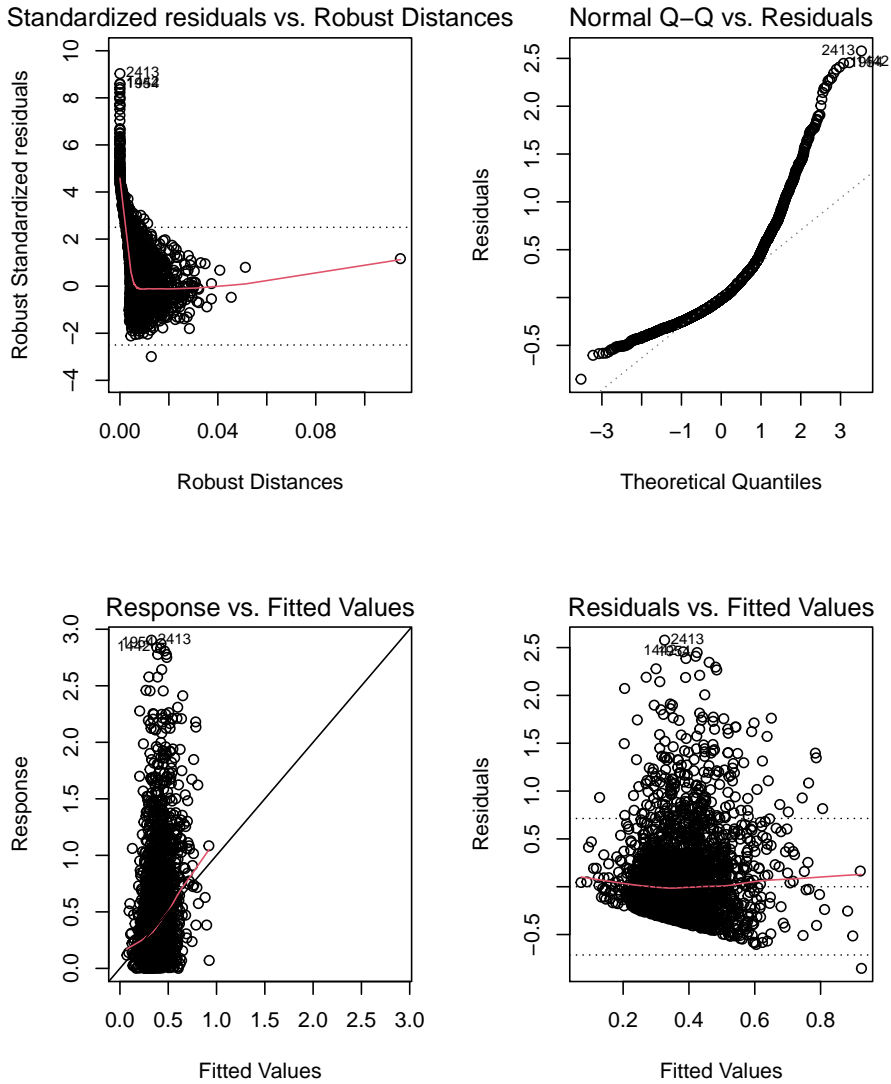 Standardized residuals vs. Robust Distances
Robust Standardized residuals
10
8
6
4
2
0
−2
−4
2413
1954
0.00 0.04 0.08
Robust Distances
Normal Q−Q vs. Residuals
Residuals
2.5
2.0
1.5
1.0
0.5
−0.5
2413
−3 −1 0 1 2 3
Theoretical Quantiles
Response vs. Fitted Values
Response
3.0
2.5
2.0
1.5
1.0
0.5
0.0
2413
1442
0.0 0.5 1.0 1.5 2.0 2.5 3.0
Fitted Values
Residuals vs. Fitted Values
Residuals
2.5
2.0
1.5
1.0
0.5
−0.5
2413
0.2 0.4 0.6 0.8
Fitted Values